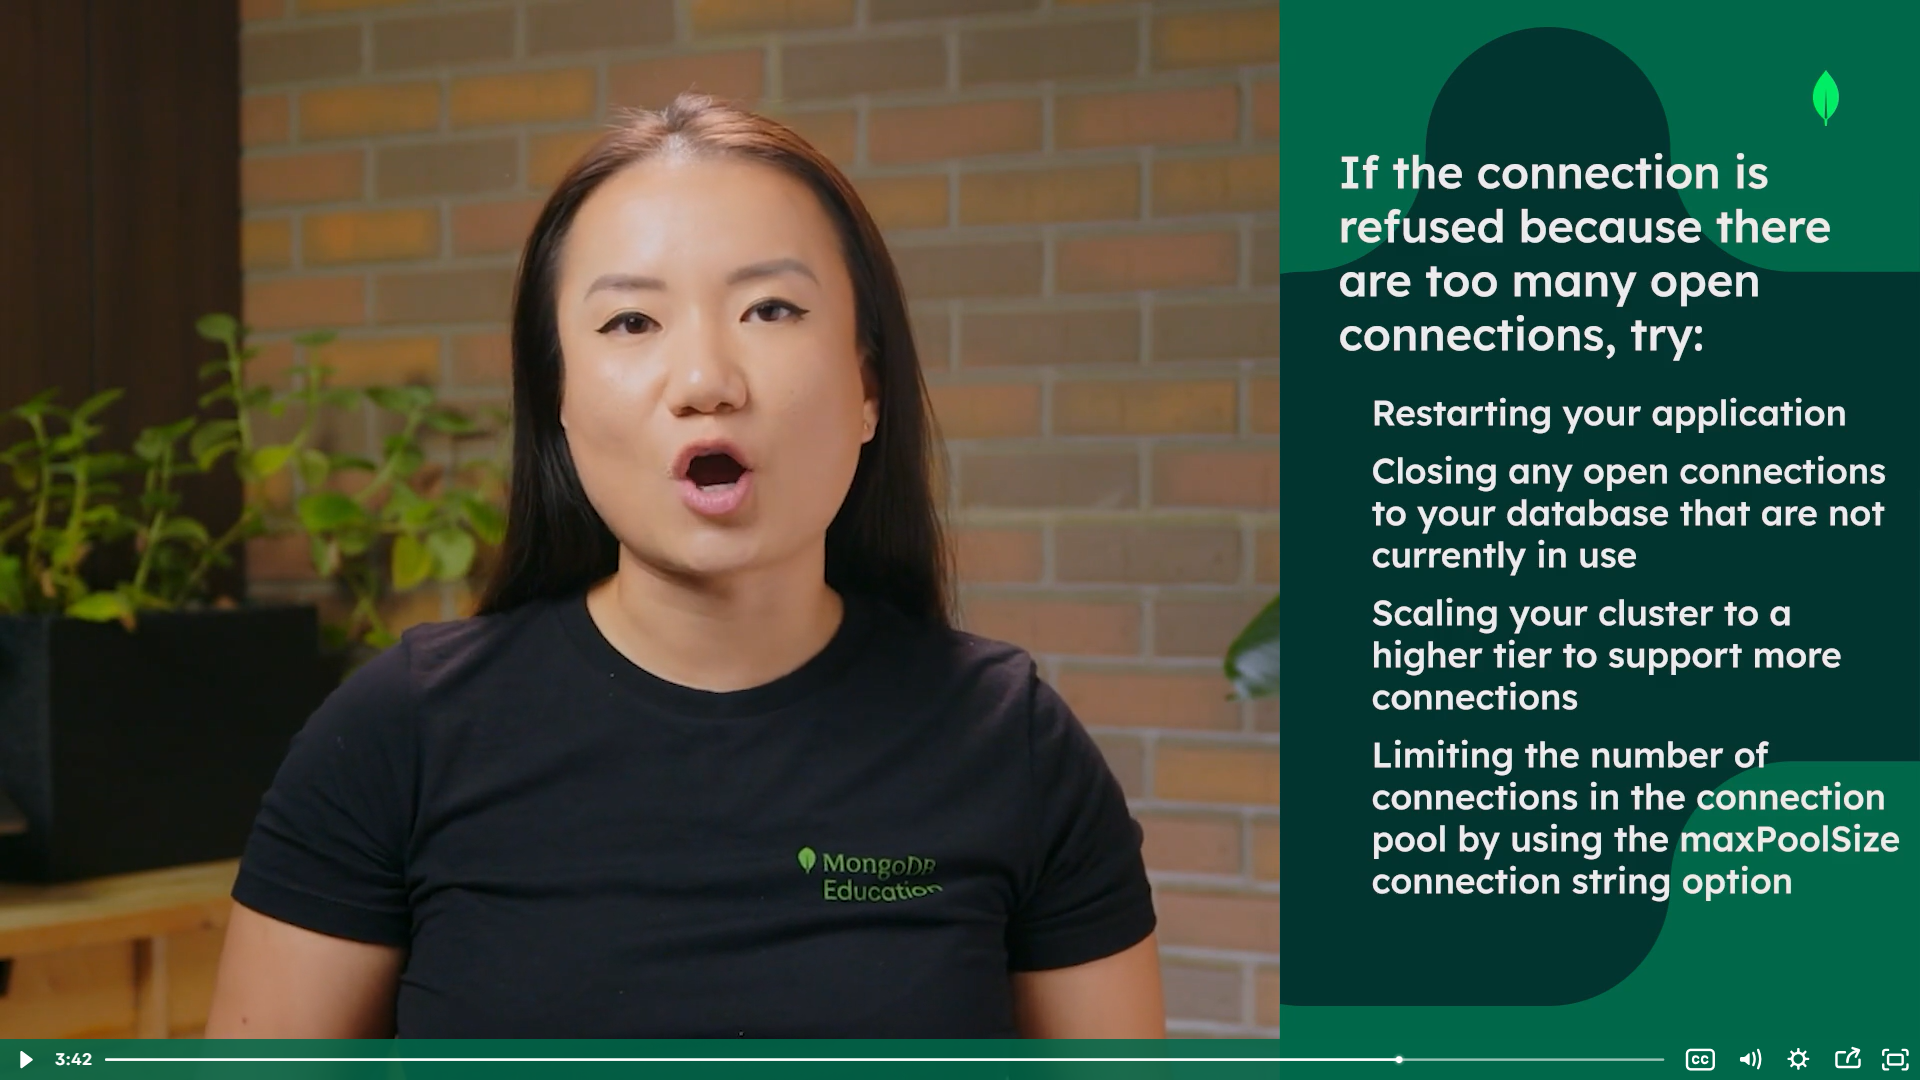 If the connection is
refused because there
are too many open
connections, try:
Restarting your application
Closing any open connections
to your database that are not
currently in use
Scaling your cluster to a
higher tier to support more
connections
Limiting the number of
connections in the connection
pool by using the maxPoolSize
connection string option
MongoDB
Education
3:42
CC